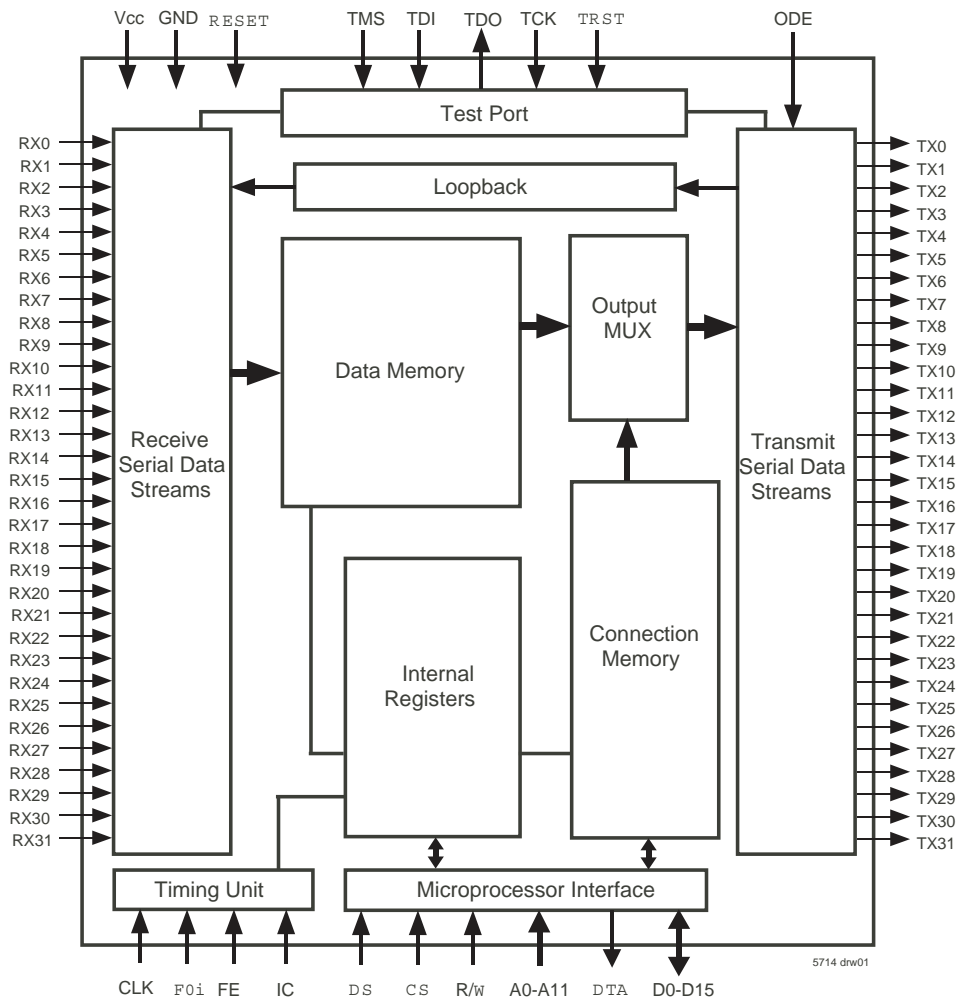 Vcc GND RESET TMS TDI TDO TCK TRST ODE
Test Port
Loopback
RX0
RX1
RX2
RX3
RX4
RX5
RX6
RX7
RX8
RX9
RX10
RX11
RX12
RX13
RX14
RX15
RX16
RX17
RX18
RX19
RX20
RX21
RX22
RX23
RX24
RX25
RX26
RX27
RX28
RX29
RX30
RX31
Receive
Serial Data
Streams
Data Memory
Output
MUX
Internal
Registers
Connection
Memory
Transmit
Serial Data
Streams
TX0
TX1
TX2
TX3
TX4
TX5
TX6
TX7
TX8
TX9
TX10
TX11
TX12
TX13
TX14
TX15
TX16
TX17
TX18
TX19
TX20
TX21
TX22
TX23
TX24
TX25
TX26
TX27
TX28
TX29
TX30
TX31
Timing Unit
Microprocessor Interface
5714 drw01
CLK F0i FE IC DS CS R/W A0-A11 DTA D0-D15